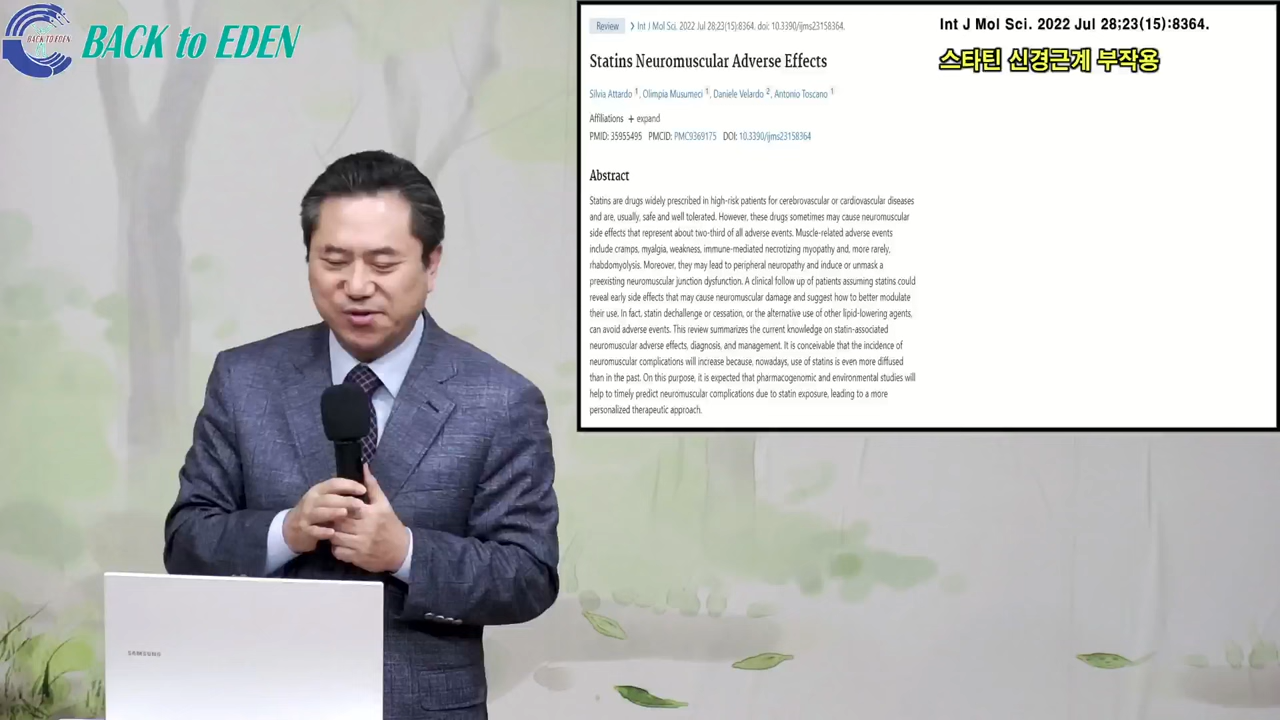 BACK TO EDEN
BACK to EDEN
Review
Int J Mol Sci. 2022 Jul 28;23(15):8364. doi: 10.3390/ijms23158364.
Statins Neuromuscular Adverse Effects
Silvia Attardo 1, Olimpia Musumeci 1, Daniele Velardo 2, Antonio Toscano 1
Affiliations + expand
PMID: 35955495 PMCID: PMC9369175 DOI: 10.3390/ijms23158364
Abstract
Statins are drugs widely prescribed in high-risk patients for cerebrovascular or cardiovascular diseases
and are, usually, safe and well tolerated. However, these drugs sometimes may cause neuromuscular
side effects that represent about two-third of all adverse events. Muscle-related adverse events
include cramps, myalgia, weakness, immune-mediated necrotizing myopathy and, more rarely,
rhabdomyolysis. Moreover, they may lead to peripheral neuropathy and induce or unmask a
preexisting neuromuscular junction dysfunction. A clinical follow up of patients assuming statins could
reveal early side effects that may cause neuromuscular damage and suggest how to better modulate
their use. In fact, statin dechallenge or cessation, or the alternative use of other lipid-lowering agents,
can avoid adverse events. This review summarizes the current knowledge on statin-associated
neuromuscular adverse effects, diagnosis, and management. It is conceivable that the incidence of
neuromuscular complications will increase because, nowadays, use of statins is even more diffused
than in the past. On this purpose, it is expected that pharmacogenomic and environmental studies will
help to timely predict neuromuscular complications due to statin exposure, leading to a more
personalized therapeutic approach.
Int J Mol Sci. 2022 Jul 28;23(15):8364.
스타틴 신경근계 부작용
SAMSUNG